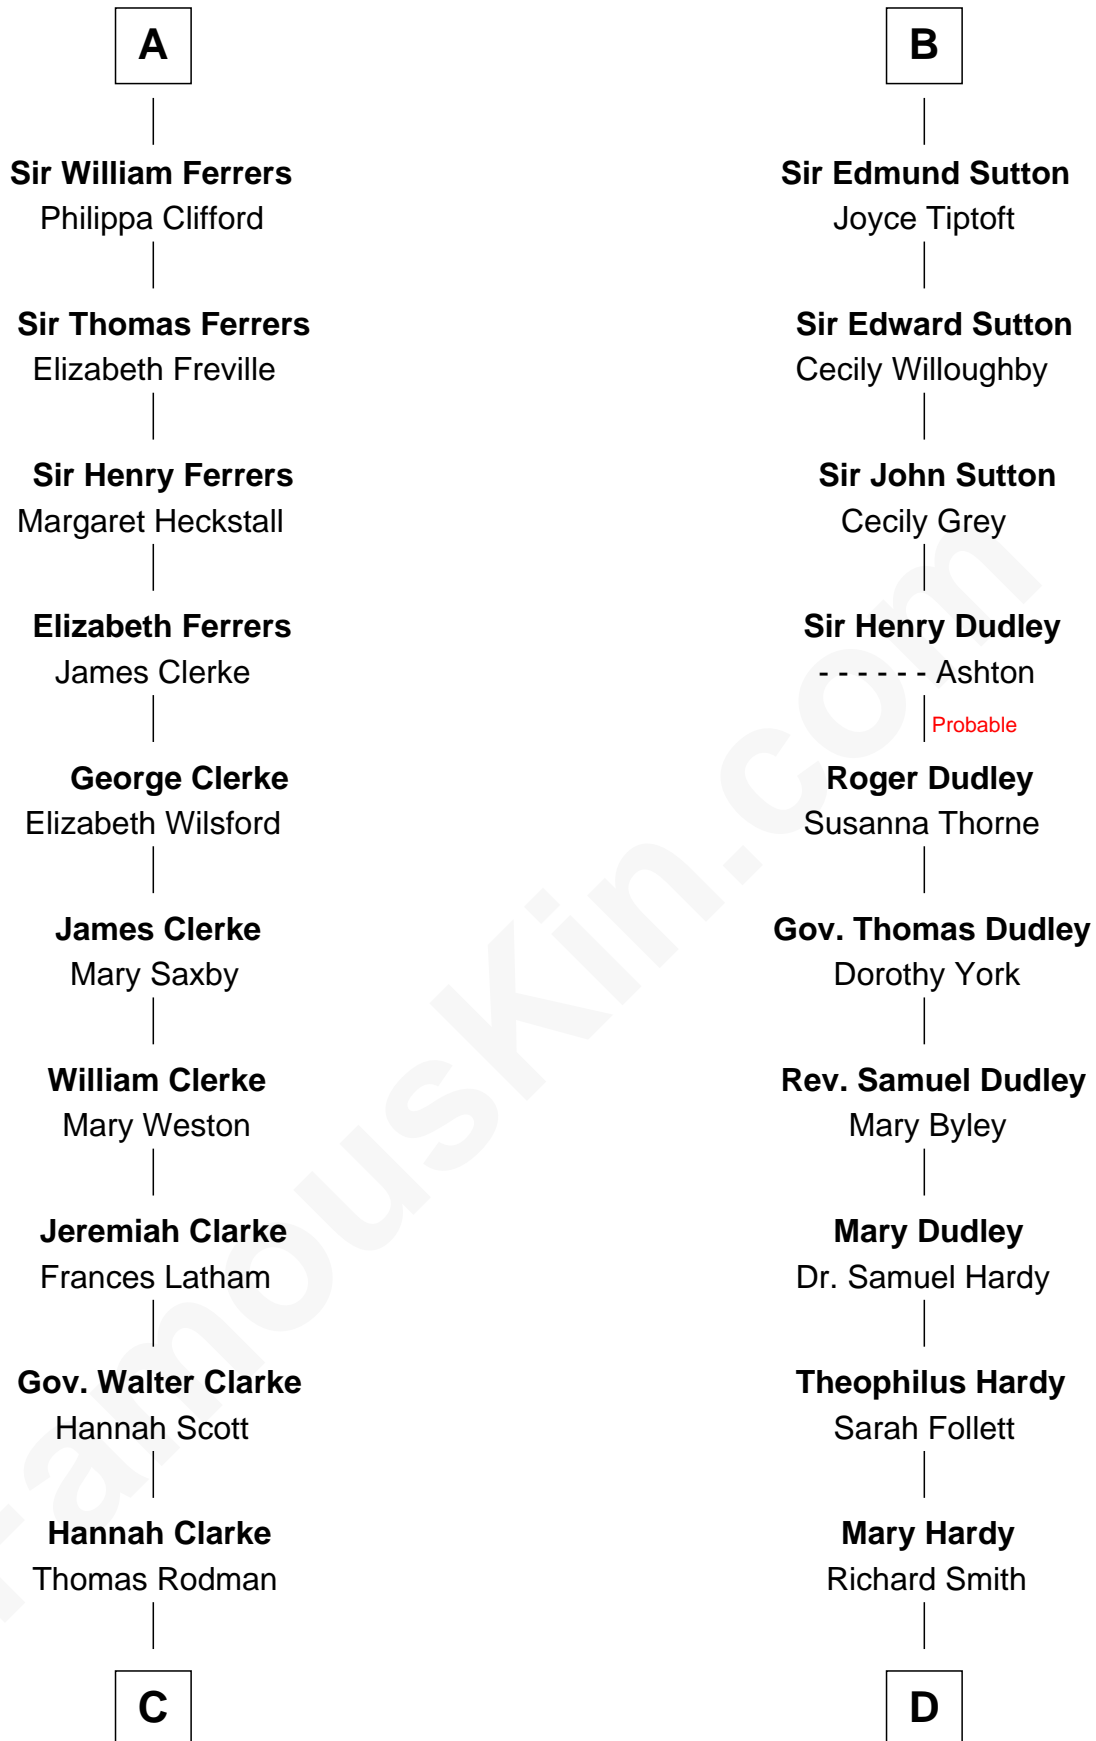 A
Sir William Ferrers
Philippa Clifford
Sir Thomas Ferrers
Elizabeth Freville
Sir Henry Ferrers
Margaret Heckstall
Elizabeth Ferrers
James Clerke
George Clerke
Elizabeth Wilsford
James Clerke
Mary Saxby
William Clerke
Mary Weston
Jeremiah Clarke
Frances Latham
Gov. Walter Clarke
Hannah Scott
Hannah Clarke
Thomas Rodman
C
B
Sir Edmund Sutton
Joyce Tiptoft
Sir Edward Sutton
Cecily Willoughby
Sir John Sutton
Cecily Grey
Sir Henry Dudley
- - - - - - Ashton
Probable
Roger Dudley
Susanna Thorne
Gov. Thomas Dudley
Dorothy York
Rev. Samuel Dudley
Mary Byley
Mary Dudley
Dr. Samuel Hardy
Theophilus Hardy
Sarah Follett
Mary Hardy
Richard Smith
D
FamousKin.com